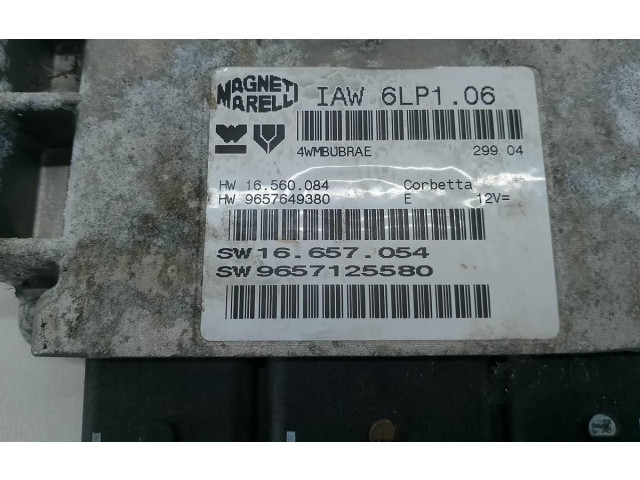 MAGNETI MARELLI
IAW 6LP1.06
4WMBUBRAE 299 04
HW 16.560.084 Corbetta
HW 9657649380 E 12V=
SW 16.657.054
SW 9657125580